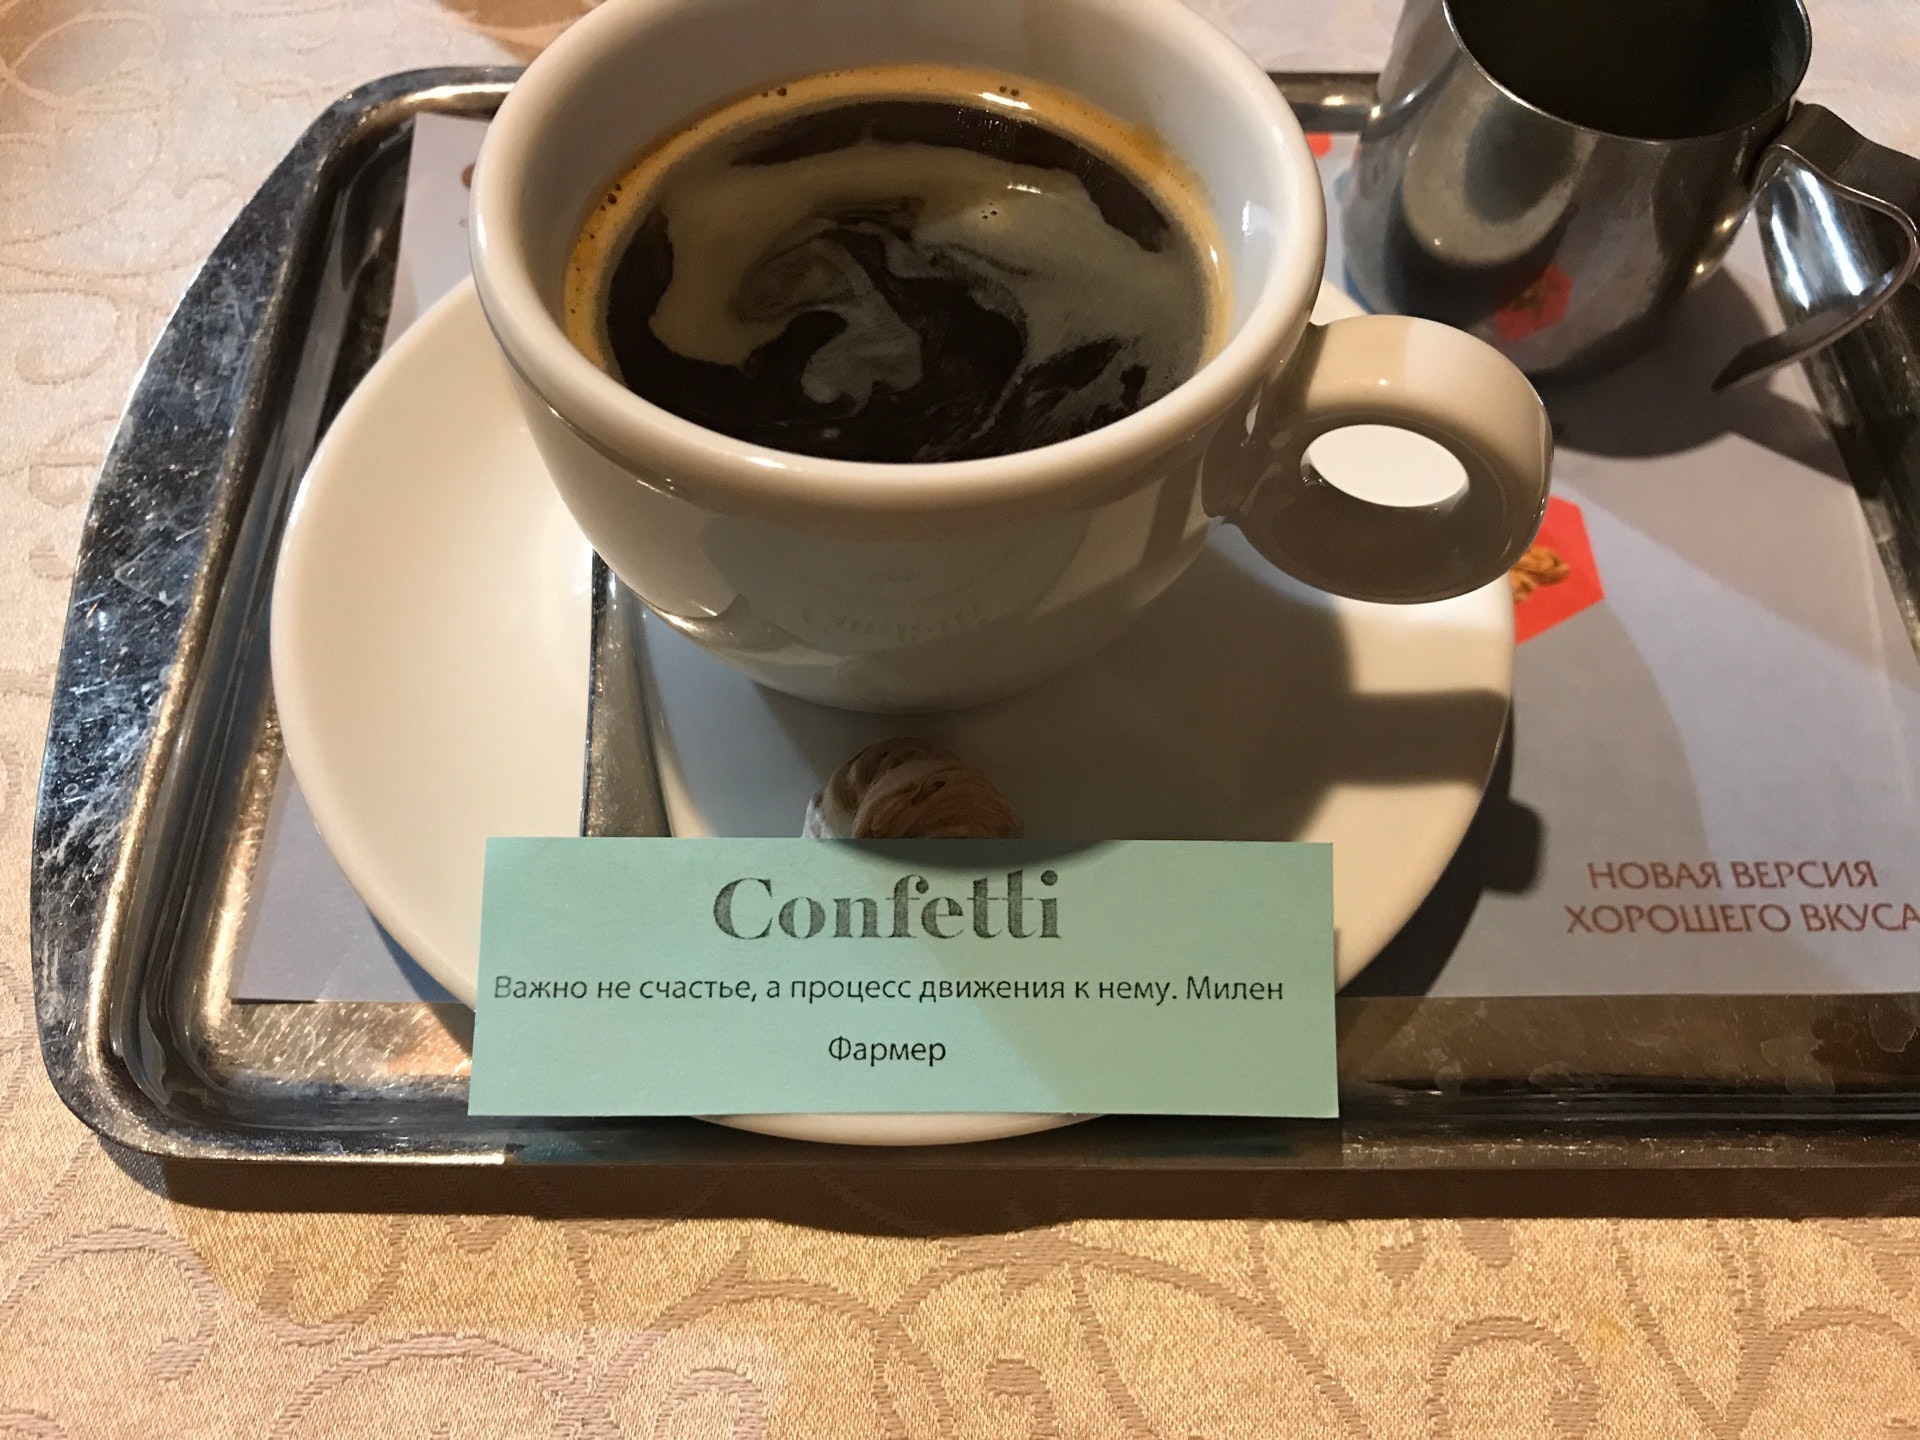 Confetti
Важно не счастье, а процесс движения к нему. Милен
Фармер
НОВАЯ ВЕРСИЯ
ХОРОШЕГО ВКУСА